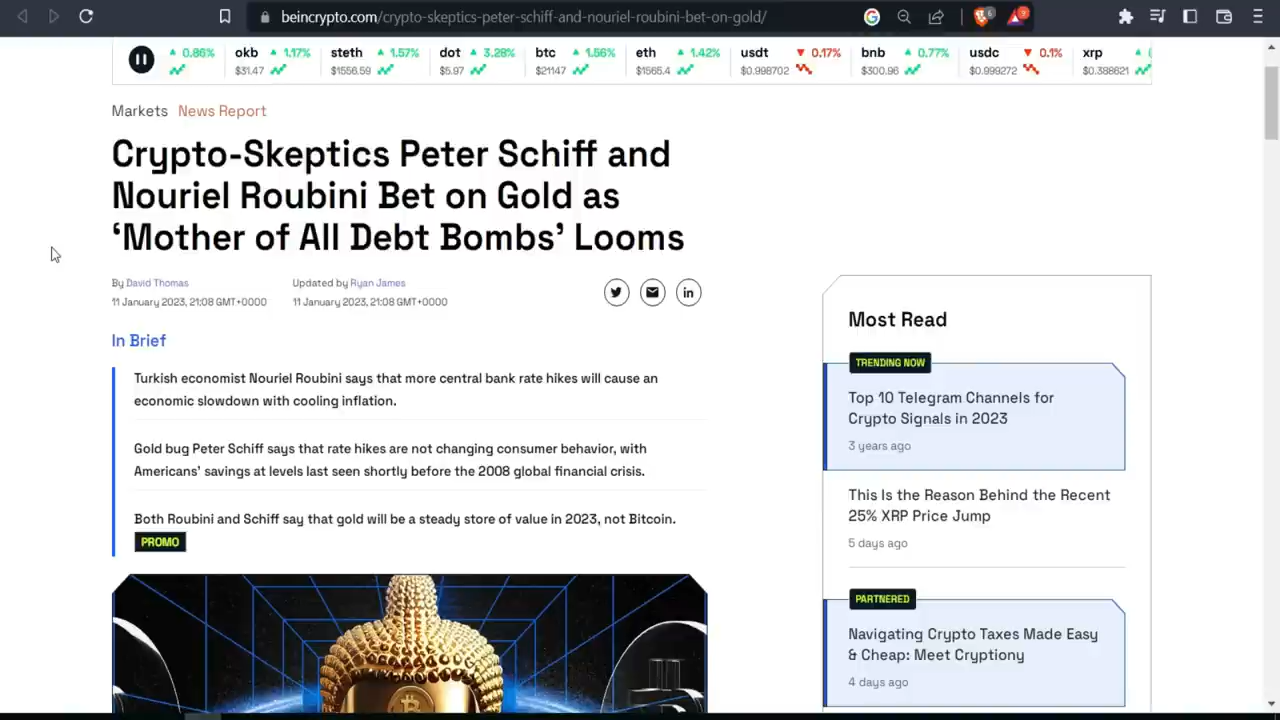 beincrypto.com/crypto-skeptics-peter-schiff-and-nouriel-roubini-bet-on-gold/
6
9
0.86% okb 1.17% steth 1.57% dot 3.28% btc 1.56% eth 1.42% usdt 0.17% bnb 0.77% usdc 0.1% xrp
$31.47 $1556.59 $5.97 $21147 $1565.4 $0.998702 $300.96 $0.999272 $0.388621
Markets News Report
Crypto-Skeptics Peter Schiff and
Nouriel Roubini Bet on Gold as
‘Mother of All Debt Bombs’ Looms
By David Thomas
11 January 2023, 21:08 GMT+0000
Updated by Ryan James
11 January 2023, 21:08 GMT+0000
in
In Brief
Turkish economist Nouriel Roubini says that more central bank rate hikes will cause an
economic slowdown with cooling inflation.
Gold bug Peter Schiff says that rate hikes are not changing consumer behavior, with
Americans’ savings at levels last seen shortly before the 2008 global financial crisis.
Both Roubini and Schiff say that gold will be a steady store of value in 2023, not Bitcoin.
PROMO
Most Read
TRENDING NOW
Top 10 Telegram Channels for
Crypto Signals in 2023
3 years ago
This Is the Reason Behind the Recent
25% XRP Price Jump
5 days ago
PARTNERED
Navigating Crypto Taxes Made Easy
& Cheap: Meet Cryptiony
4 days ago